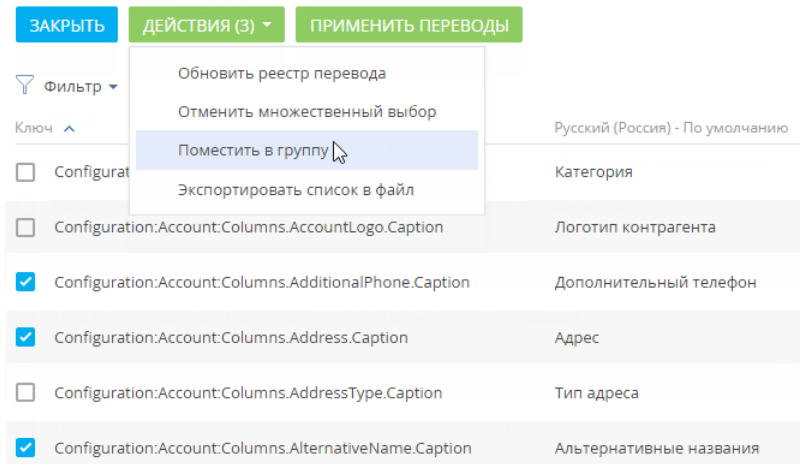 ЗАКРЫТЬ ДЕЙСТВИЯ (3) ПРИМЕНИТЬ ПЕРЕВОДЫ
Обновить реестр перевода
Фильтр
Отменить множественный выбор
Ключ Русский (Россия) - По умолчанию
Поместить в группу
Configurat Категория
Экспортировать список в файл
Configuration:Account:Columns.AccountLogo.Caption Логотип контрагента
Configuration:Account:Columns.AdditionalPhone.Caption Дополнительный телефон
Configuration:Account:Columns.Address.Caption Адрес
Configuration:Account:Columns.AddressType.Caption Тип адреса
Configuration:Account:Columns.AlternativeName.Caption Альтернативные названия